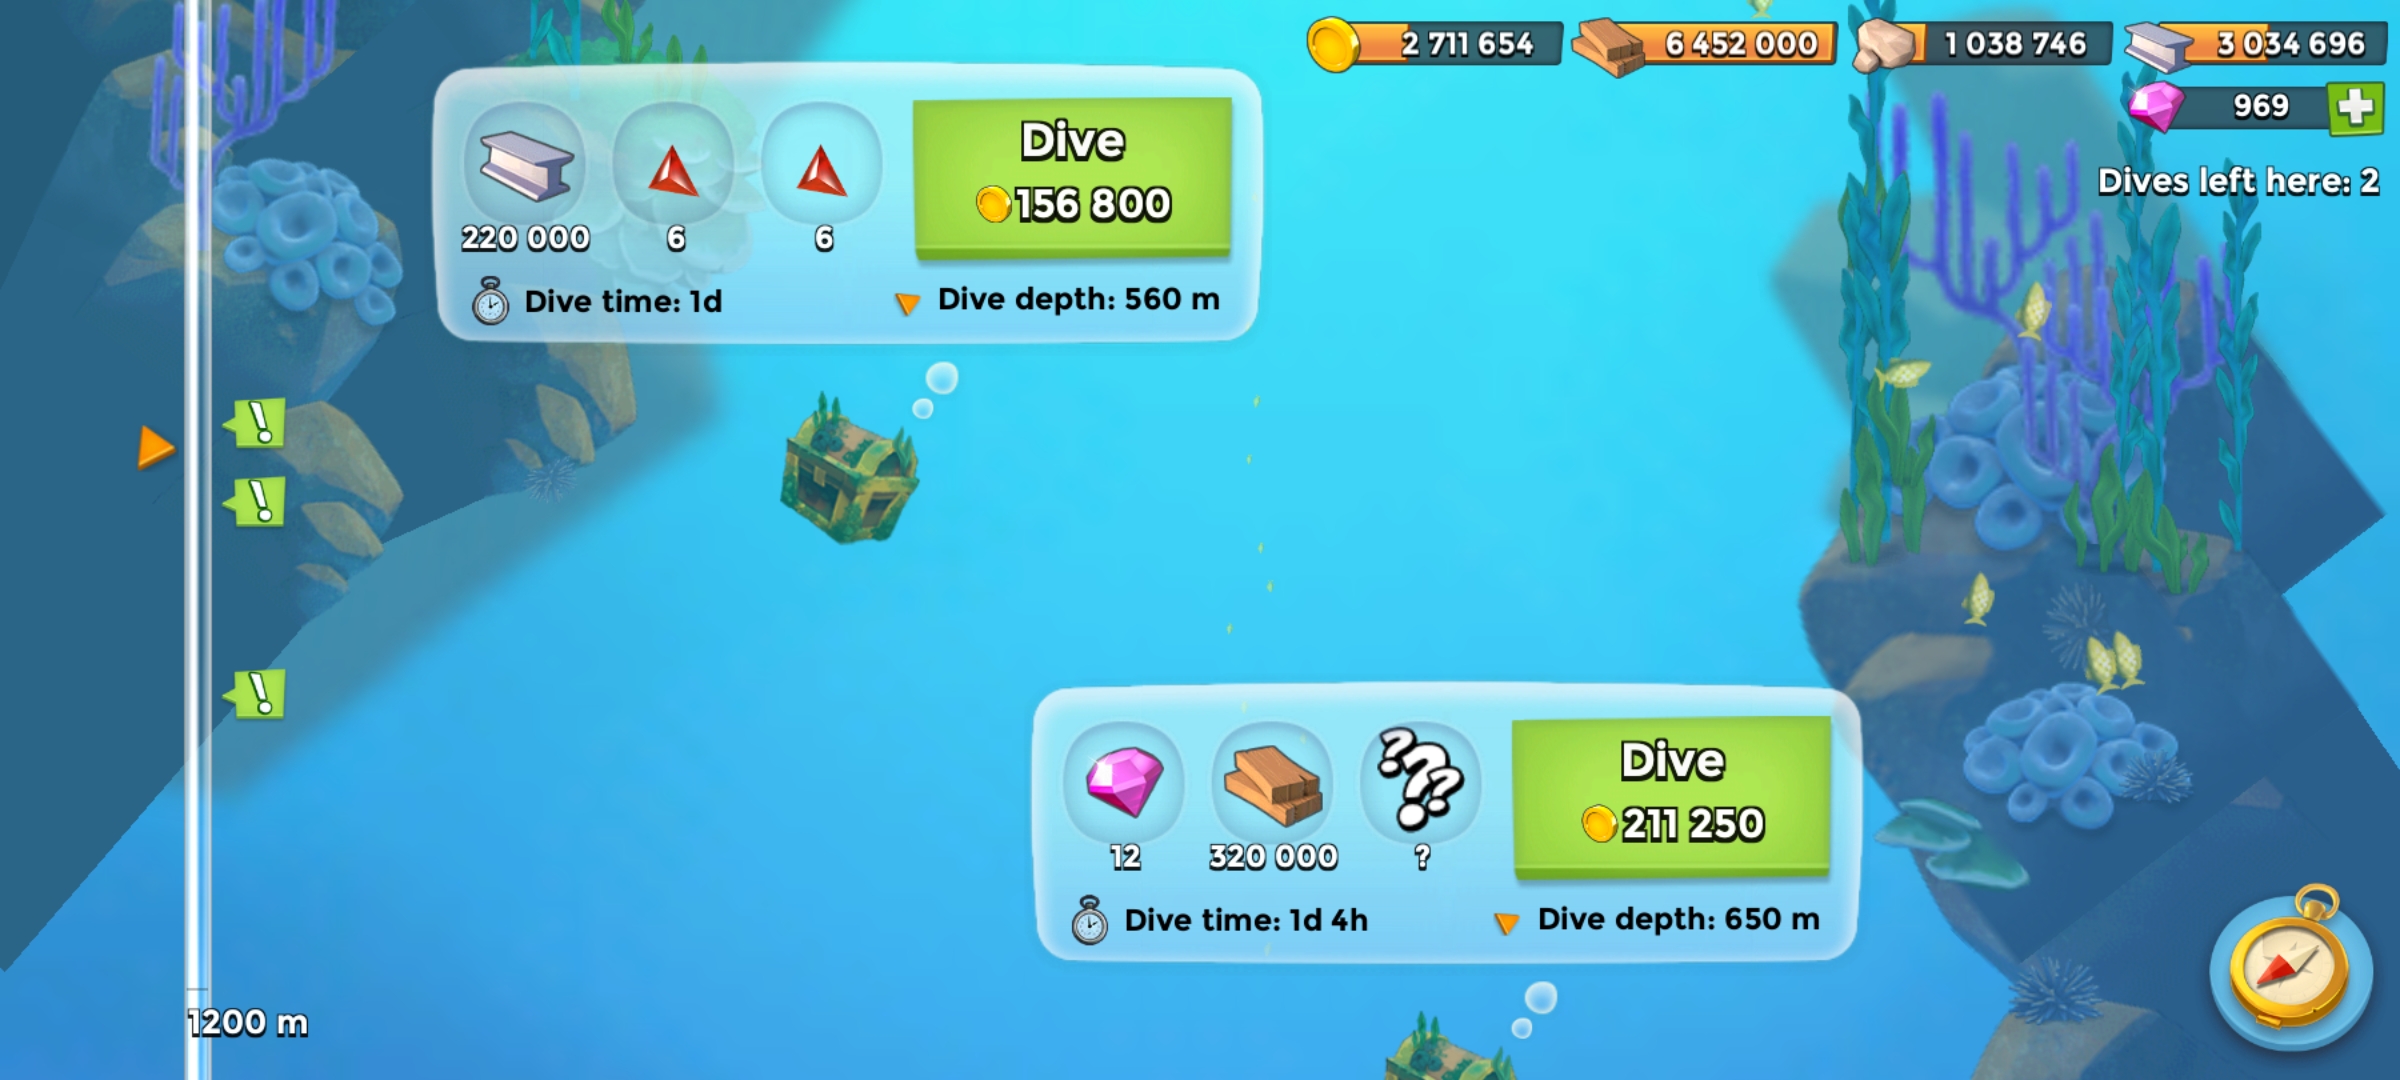 2 711 654
6 452 000
1 038 746
3 034 696
969
Dives left here: 2
Dive
156 800
220 000
6
6
Dive time: 1d
Dive depth: 560 m
!
!
!
Dive
211 250
???
12
320 000
?
Dive time: 1d 4h
Dive depth: 650 m
1200 m